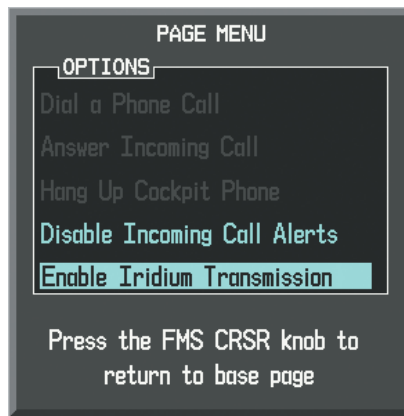 PAGE MENU
OPTIONS
Dial a Phone Call
Answer Incoming Call
Hang Up Cockpit Phone
Disable Incoming Call Alerts
Enable Iridium Transmission
Press the FMS CRSR knob to
return to base page